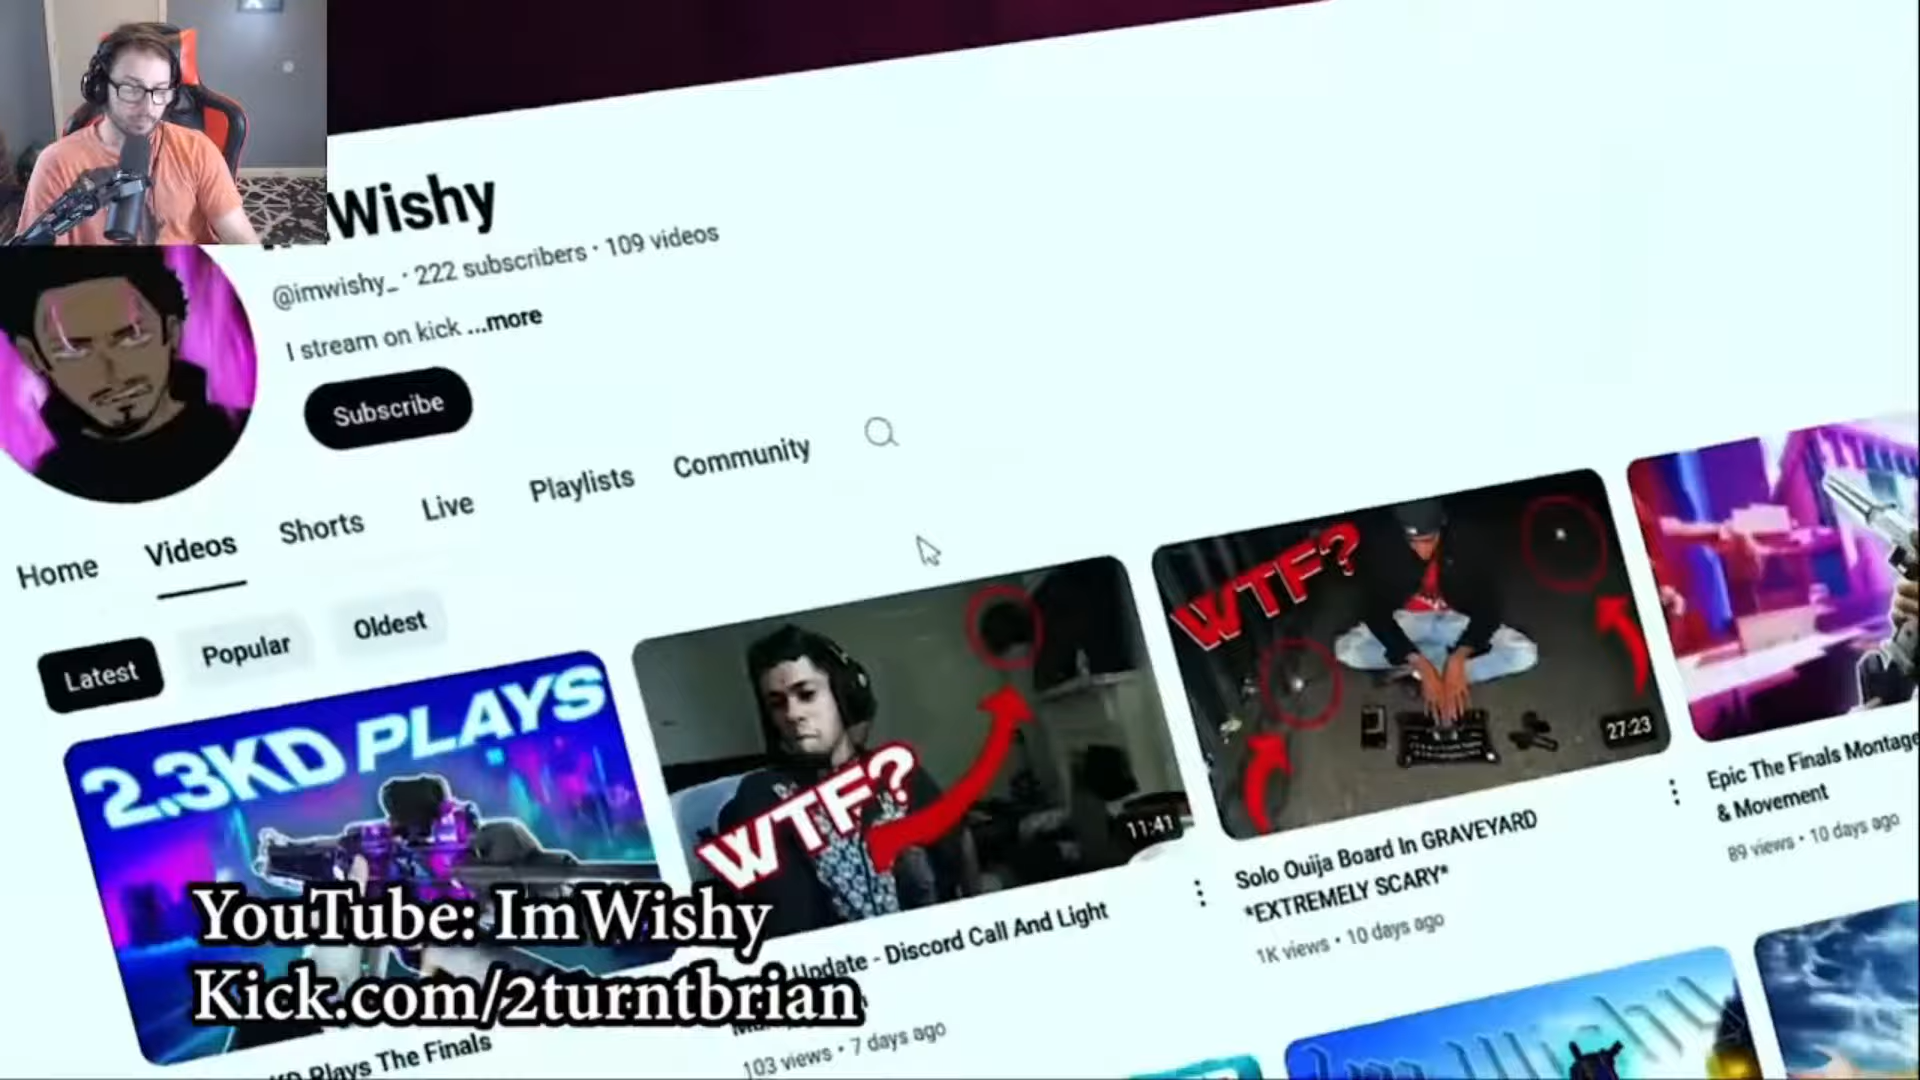 Wishy
@imwishy_ · 222 subscribers · 109 videos
I stream on kick ...more
Subscribe
Home
Videos
Shorts
Live
Playlists
Community
Latest
Popular
Oldest
2.3KD PLAYS
WTF?
11:41
WTF?
27:23
Plays The Finals
Update - Discord Call And Light
103 views • 7 days ago
Solo Ouija Board In GRAVEYARD
*EXTREMELY SCARY*
1K views • 10 days ago
Epic The Finals Montage
& Movement
89 views • 10 days ago
YouTube: ImWishy
Kick.com/2turntbrian